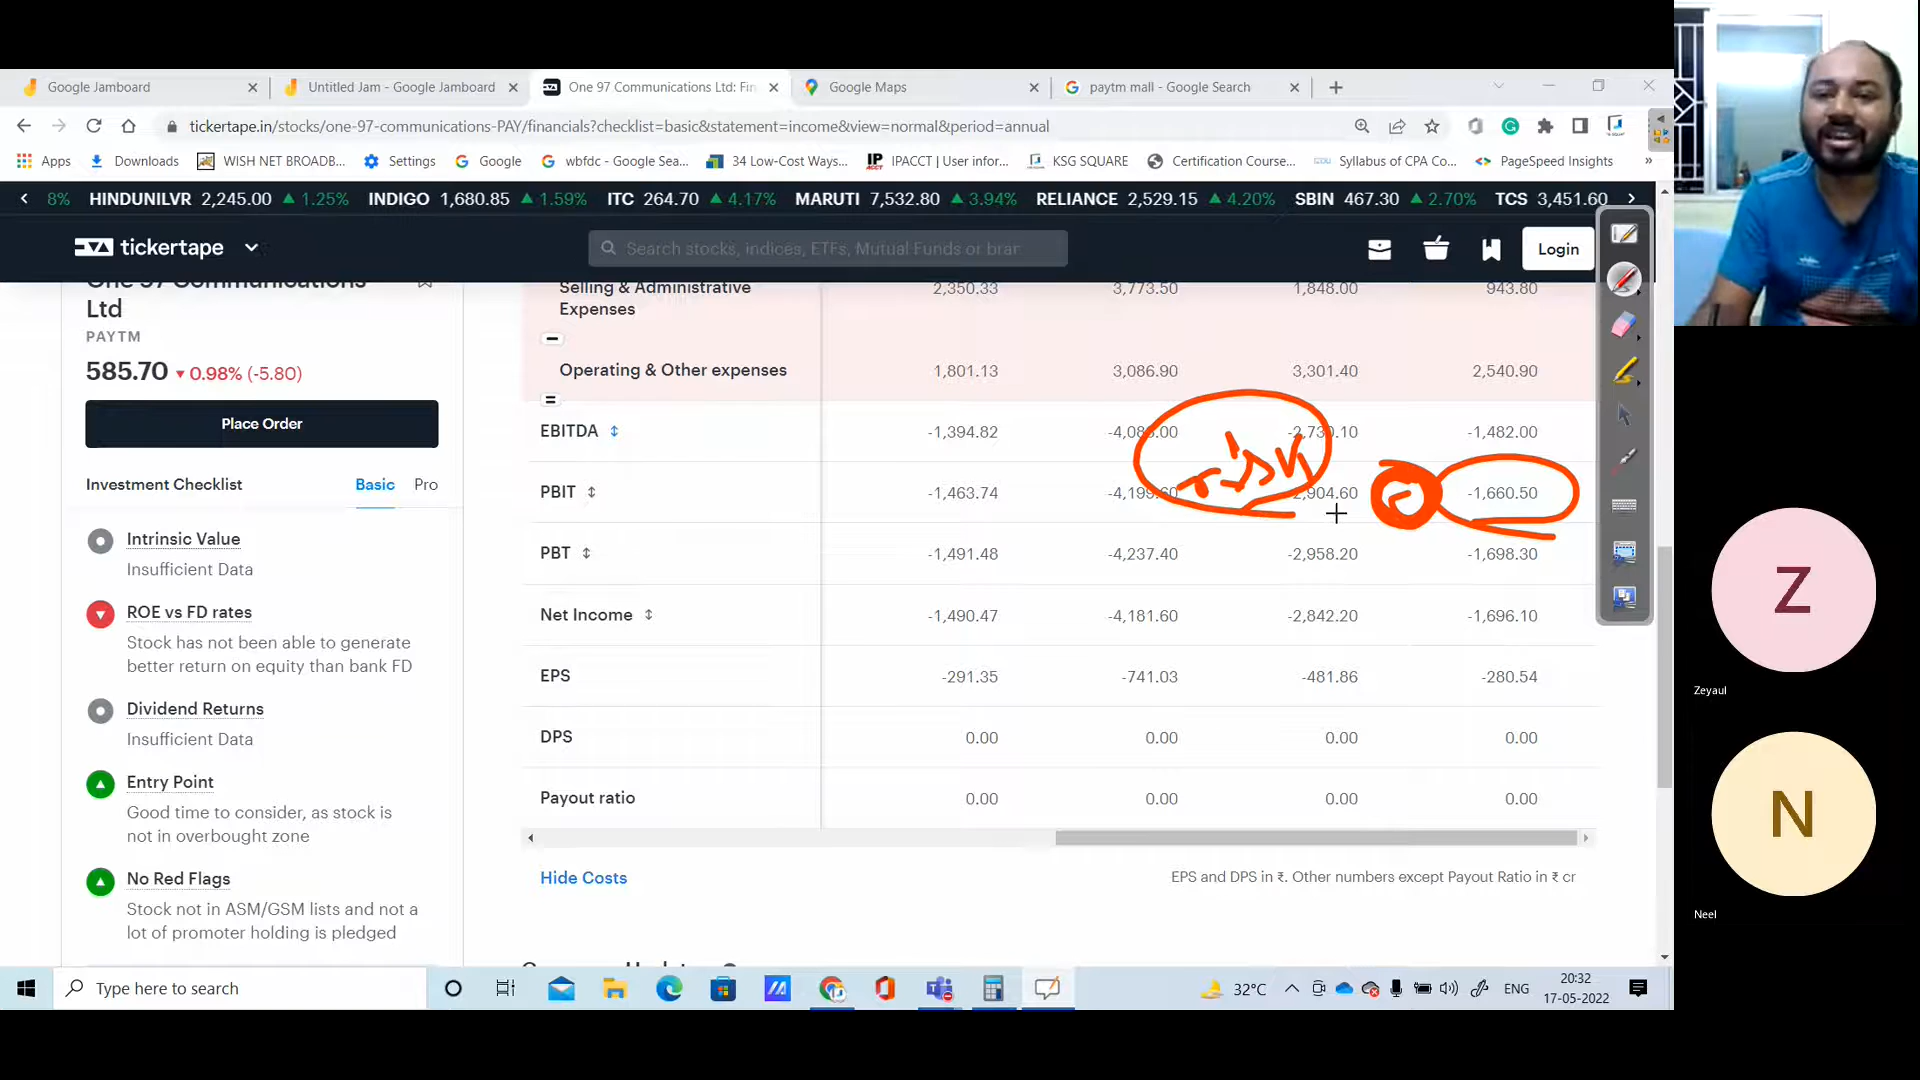 Google Jamboard
Untitled Jam - Google Jamboard
One 97 Communications Ltd: Fin
Google Maps
paytm mall - Google Search
tickertape.in/stocks/one-97-communications-PAY/financials?checklist=basic&statement=income&view=normal&period=annual
Apps
Downloads
WISH NET BROADB...
Settings
Google
wbfdc - Google Sea...
34 Low-Cost Ways...
IPACCT | User infor...
KSG SQUARE
Certification Course...
Syllabus of CPA Co...
PageSpeed Insights
»
8% HINDUNILVR 2,245.00 ▲ 1.25% INDIGO 1,680.85 ▲ 1.59% ITC 264.70 ▲ 4.17% MARUTI 7,532.80 ▲ 3.94% RELIANCE 2,529.15 ▲ 4.20% SBIN 467.30 ▲ 2.70% TCS 3,451.60
tickertape
Search stocks, indices, ETFs, Mutual Funds or brar
Login
One 97 Communications
Ltd
PAYTM
585.70 ▼ 0.98% (-5.80)
Place Order
Investment Checklist Basic Pro
Intrinsic Value
Insufficient Data
ROE vs FD rates
Stock has not been able to generate
better return on equity than bank FD
Dividend Returns
Insufficient Data
Entry Point
Good time to consider, as stock is
not in overbought zone
No Red Flags
Stock not in ASM/GSM lists and not a
lot of promoter holding is pledged
Selling & Administrative
Expenses
2,350.33 3,773.50 1,848.00 943.80
Operating & Other expenses 1,801.13 3,086.90 3,301.40 2,540.90
EBITDA -1,394.82 -1,482.00
risk
PBIT -1,463.74 -1,660.50
PBT -1,491.48 -4,237.40 -2,958.20 -1,698.30
Net Income -1,490.47 -4,181.60 -2,842.20 -1,696.10
EPS -291.35 -741.03 -481.86 -280.54
DPS 0.00 0.00 0.00 0.00
Payout ratio 0.00 0.00 0.00 0.00
Hide Costs
EPS and DPS in ₹. Other numbers except Payout Ratio in ₹ cr
Z
Zeyaul
N
Neel
Type here to search
32°C
ENG
20:32
17-05-2022